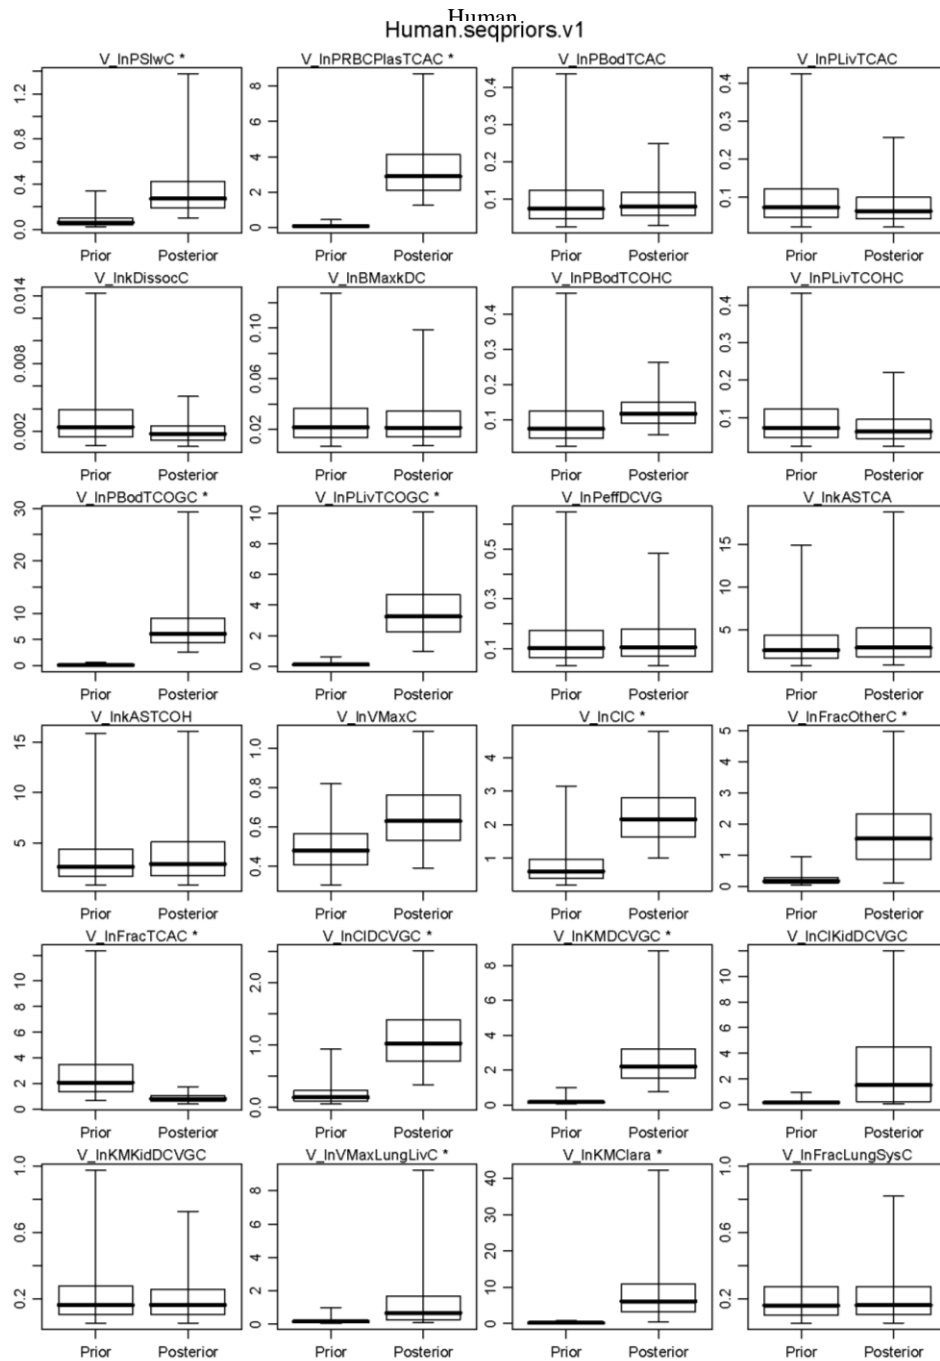 Human
Human.seqpriors.v1
V_lnPSlwC * V_lnPRBCPlasTCAC * V_lnPBodTCAC V_lnPLivTCAC
0.0 0.4 0.8 1.2 0 2 4 6 8 0.1 0.2 0.3 0.4 0.1 0.2 0.3 0.4
Prior Posterior Prior Posterior Prior Posterior Prior Posterior
V_lnkDissocC V_lnBMaxkDC V_lnPBodTCOHC V_lnPLivTCOHC
0.002 0.008 0.014 0.02 0.06 0.10 0.1 0.2 0.3 0.4 0.1 0.2 0.3 0.4
Prior Posterior Prior Posterior Prior Posterior Prior Posterior
V_lnPBodTCOGC * V_lnPLivTCOGC * V_lnPeffDCVG V_lnkASTCA
0 5 10 20 30 0 2 4 6 8 10 0.1 0.3 0.5 5 15
Prior Posterior Prior Posterior Prior Posterior Prior Posterior
V_lnkASTCOH V_lnVMaxC V_lnClC * V_lnFracOtherC *
5 15 0.4 0.6 0.8 1.0 1 2 3 4 0 1 2 3 4 5
Prior Posterior Prior Posterior Prior Posterior Prior Posterior
V_lnFracTCAC * V_lnClDCVGC * V_lnKMDCVGC * V_lnClKidDCVGC
0 2 4 6 8 10 0.0 1.0 2.0 0 2 4 6 8 0 2 4 6 8 10
Prior Posterior Prior Posterior Prior Posterior Prior Posterior
V_lnKMKidDCVGC V_lnVMaxLungLivC * V_lnKMClara * V_lnFracLungSysC
0.2 0.6 1.0 0 2 4 6 8 0 10 20 30 40 0.2 0.6 1.0
Prior Posterior Prior Posterior Prior Posterior Prior Posterior